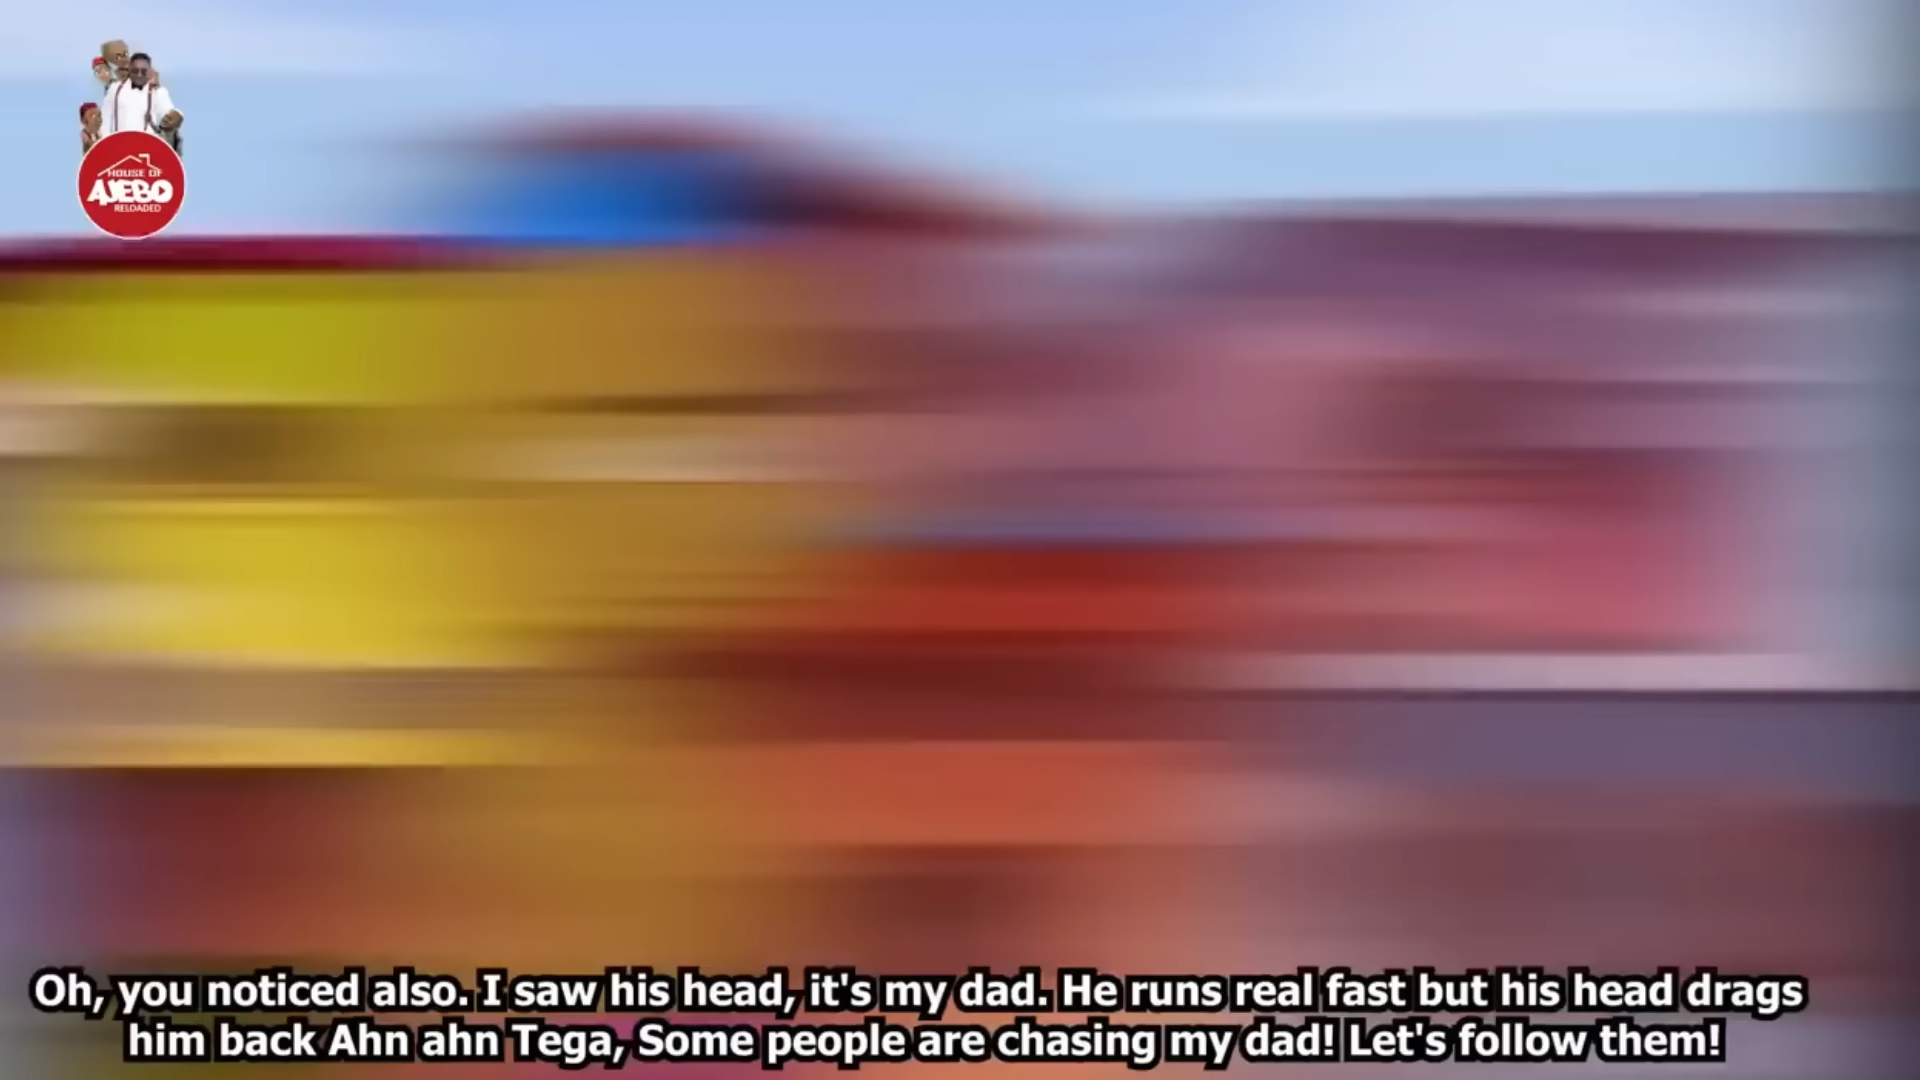 HOUSE OF
AJEBO
RELOADED
Oh, you noticed also. I saw his head, it's my dad. He runs real fast but his head drags
him back Ahn ahn Tega, Some people are chasing my dad! Let's follow them!